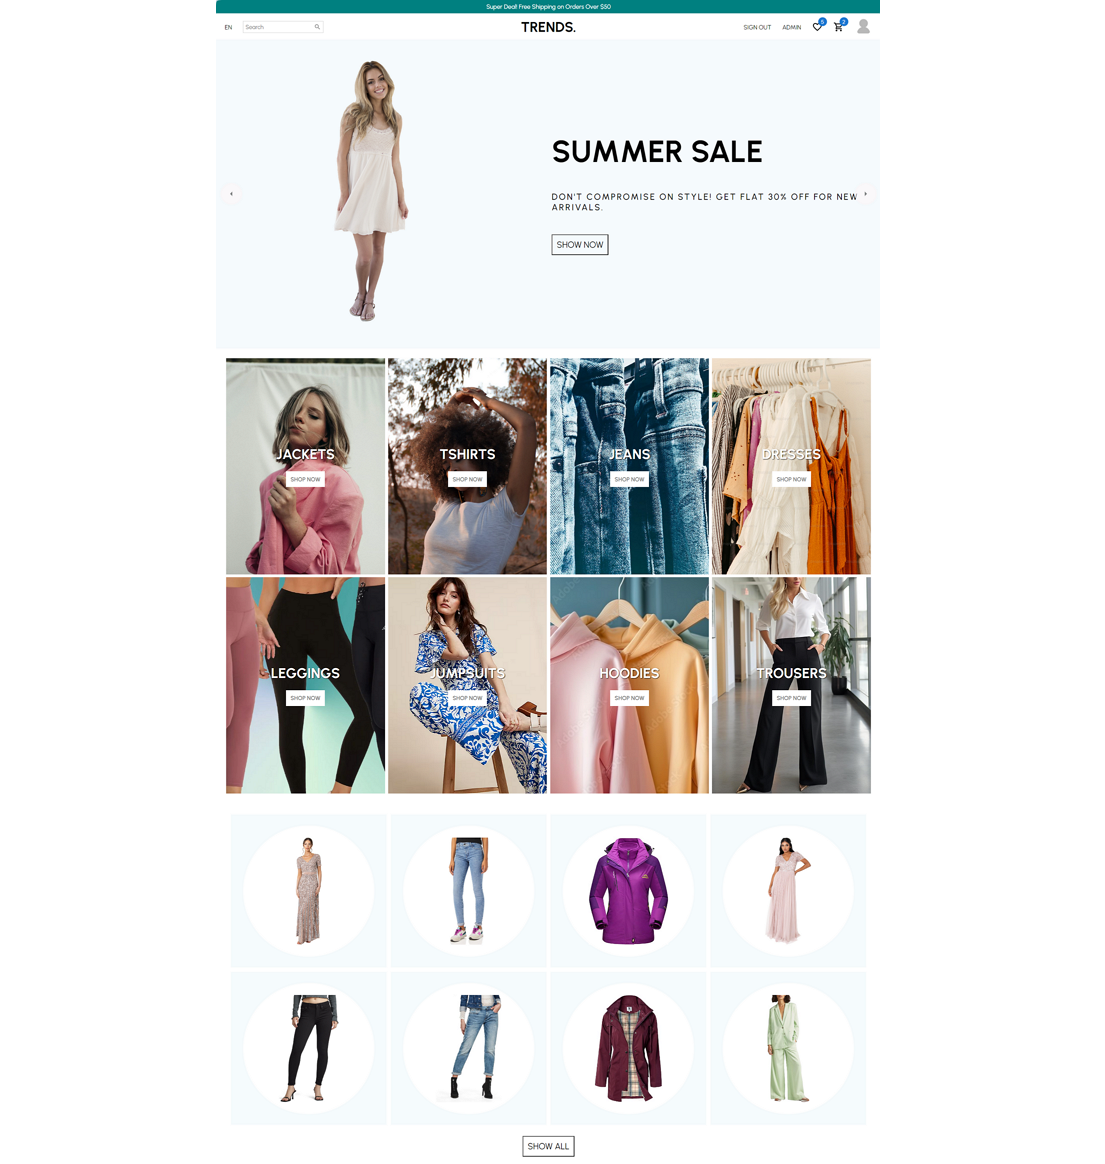 Super Deal! Free Shipping on Orders Over $50
EN
Search
TRENDS.
SIGN OUT
ADMIN
2
SUMMER SALE
DON'T COMPROMISE ON STYLE! GET FLAT 30% OFF FOR NEW
ARRIVALS.
SHOW NOW
JACKETS
SHOP NOW
TSHIRTS
SHOP NOW
JEANS
SHOP NOW
DRESSES
SHOP NOW
LEGGINGS
SHOP NOW
JUMPSUITS
SHOP NOW
HOODIES
SHOP NOW
TROUSERS
SHOP NOW
SHOW ALL